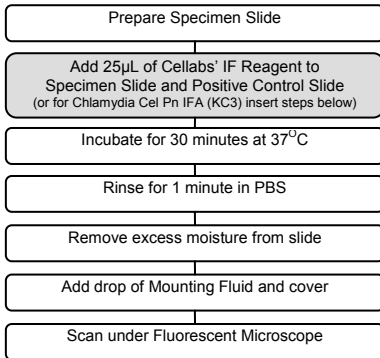 Prepare Specimen Slide
Add 25µL of Cellabs' IF Reagent to
Specimen Slide and Positive Control Slide
(or for Chlamydia Cel Pn IFA (KC3) insert steps below)
Incubate for 30 minutes at 37°C
Rinse for 1 minute in PBS
Remove excess moisture from slide
Add drop of Mounting Fluid and cover
Scan under Fluorescent Microscope